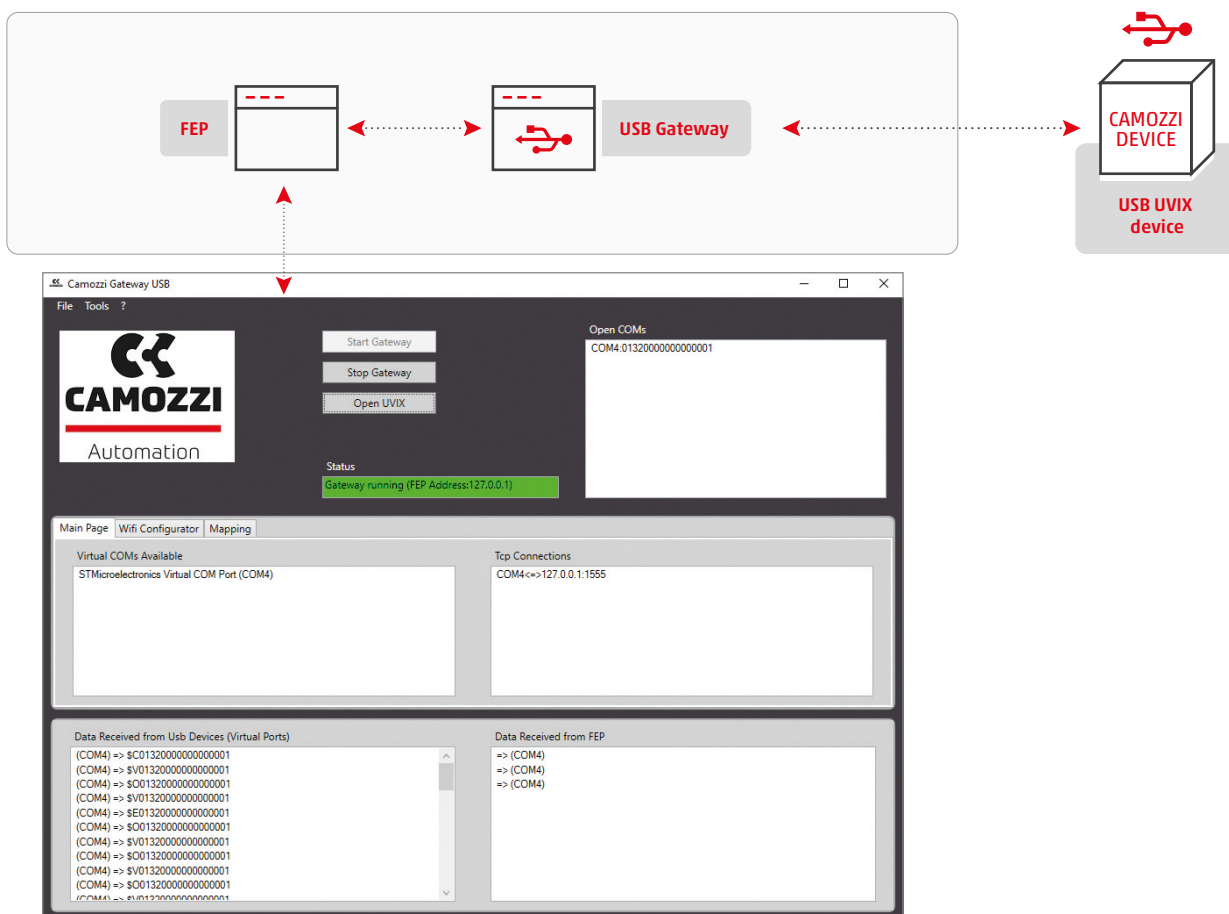 FEP
USB Gateway
CAMOZZI
DEVICE
USB UVIX
device
Camozzi Gateway USB
File Tools ?
CAMOZZI
Automation
Start Gateway
Stop Gateway
Open UVIX
Status
Gateway running (FEP Address:127.0.0.1)
Open COMs
COM4:01320000000000001
Main Page Wifi Configurator Mapping
Virtual COMs Available
STMicroelectronics Virtual COM Port (COM4)
Tcp Connections
COM4<=>127.0.0.1:1555
Data Received from Usb Devices (Virtual Ports)
(COM4) => $C01320000000000001
(COM4) => $V01320000000000001
(COM4) => $O01320000000000001
(COM4) => $V01320000000000001
(COM4) => $E01320000000000001
(COM4) => $O01320000000000001
(COM4) => $V01320000000000001
(COM4) => $O01320000000000001
(COM4) => $V01320000000000001
(COM4) => $O01320000000000001
(COM4) => $V01320000000000001
Data Received from FEP
=> (COM4)
=> (COM4)
=> (COM4)